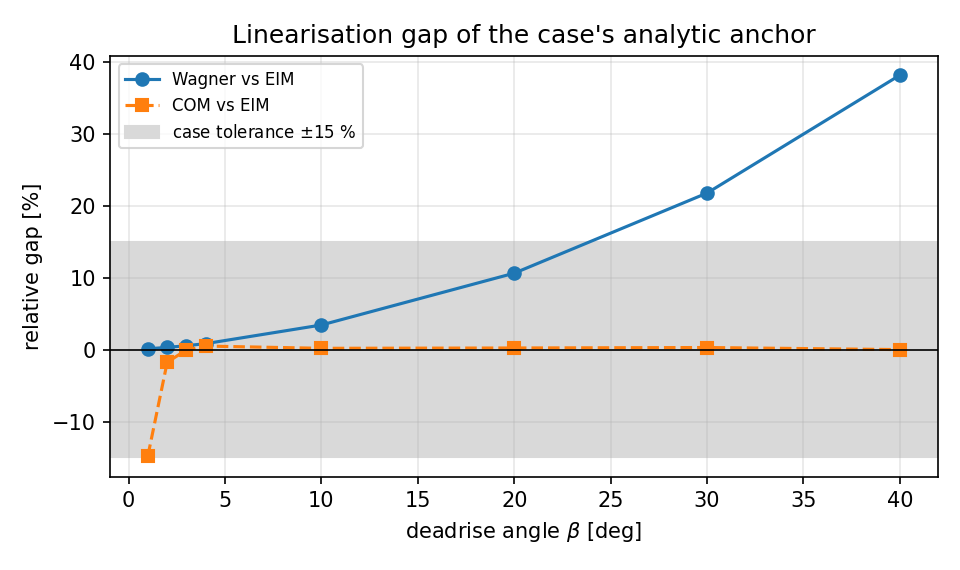 Linearisation gap of the case's analytic anchor
40
30
20
10
0
−10
relative gap [%]
Wagner vs EIM
COM vs EIM
case tolerance ±15 %
0 5 10 15 20 25 30 35 40
deadrise angle β [deg]